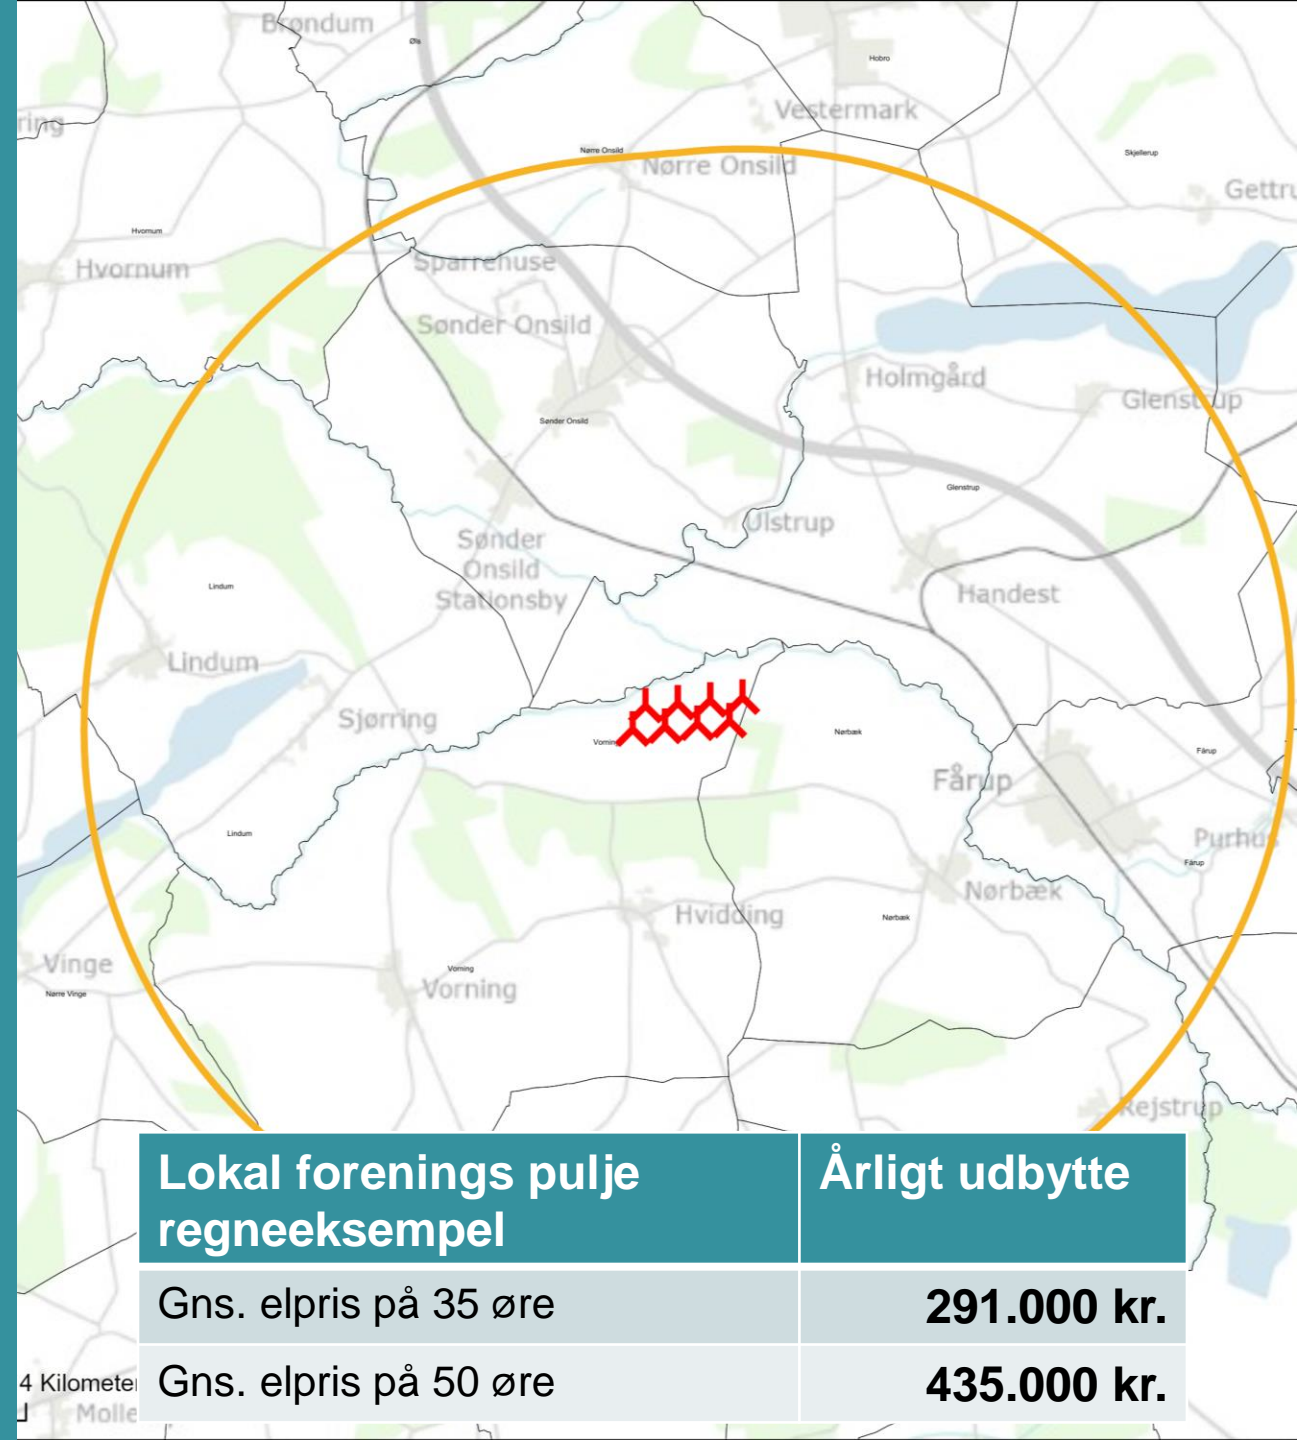 Brøndum
Øls
Hobro
ring
Vestermark
Nørre Onsild
Nørre Onsild
Skjellerup
Gettru
Hvornum
Hvornum
Sparrehuse
Sønder Onsild
Holmgård
Glenstrup
Sønder Onsild
Glenstrup
Ulstrup
Sønder
Onsild
Stationsby
Lindum
Handest
Lindum
Sjørring
Vorning
Nørbæk
Fårup
Fårup
Purhus
Lindum
Fårup
Nørbæk
Hvidding
Nørbæk
Vinge
Vorning
Nørre Vinge
Vorning
Rejstrup
Lokal forenings pulje
regneeksempel
Årligt udbytte
Gns. elpris på 35 øre
291.000 kr.
4 Kilometer
Gns. elpris på 50 øre
435.000 kr.
Molle